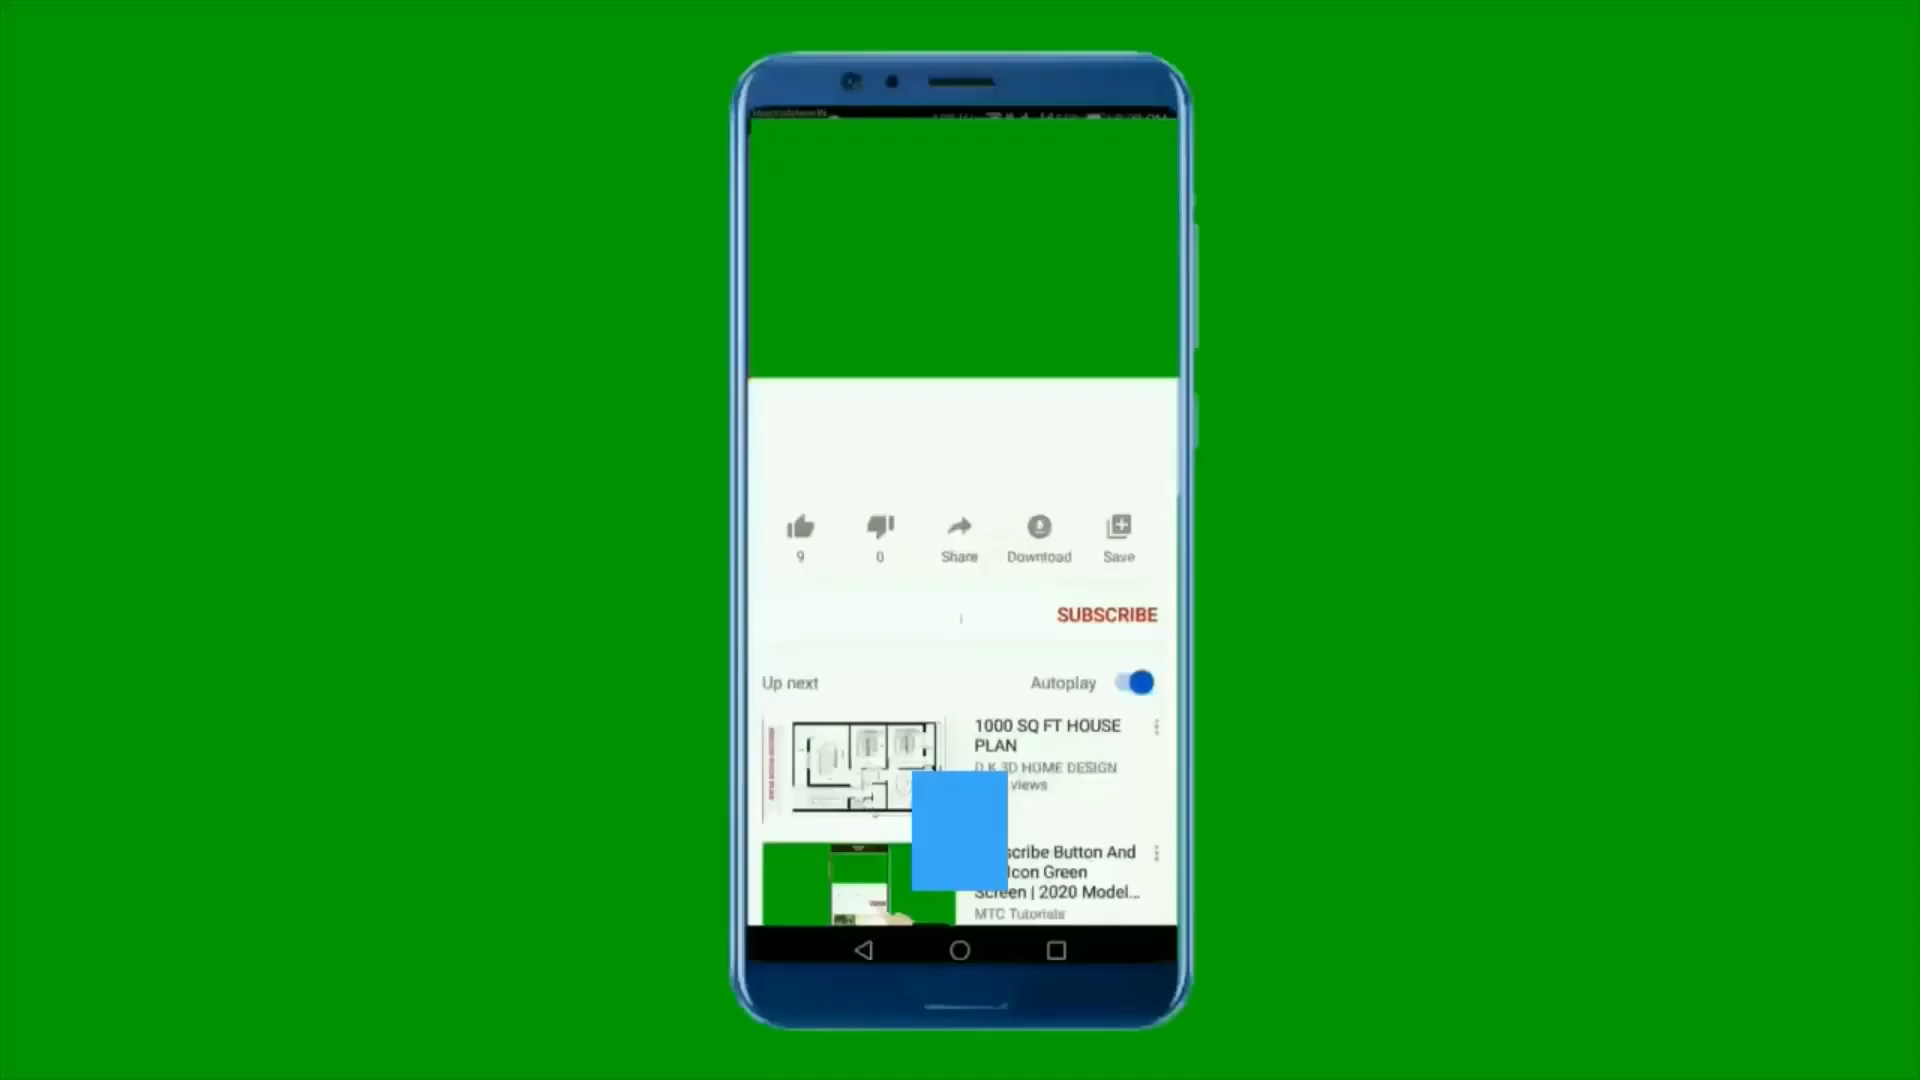 9
0
Share
Download
Save
SUBSCRIBE
Up next
Autoplay
1000 SQ FT HOUSE
PLAN
D.K 3D HOME DESIGN
views
scribe Button And
Icon Green
Screen | 2020 Model...
MTC Tutorials